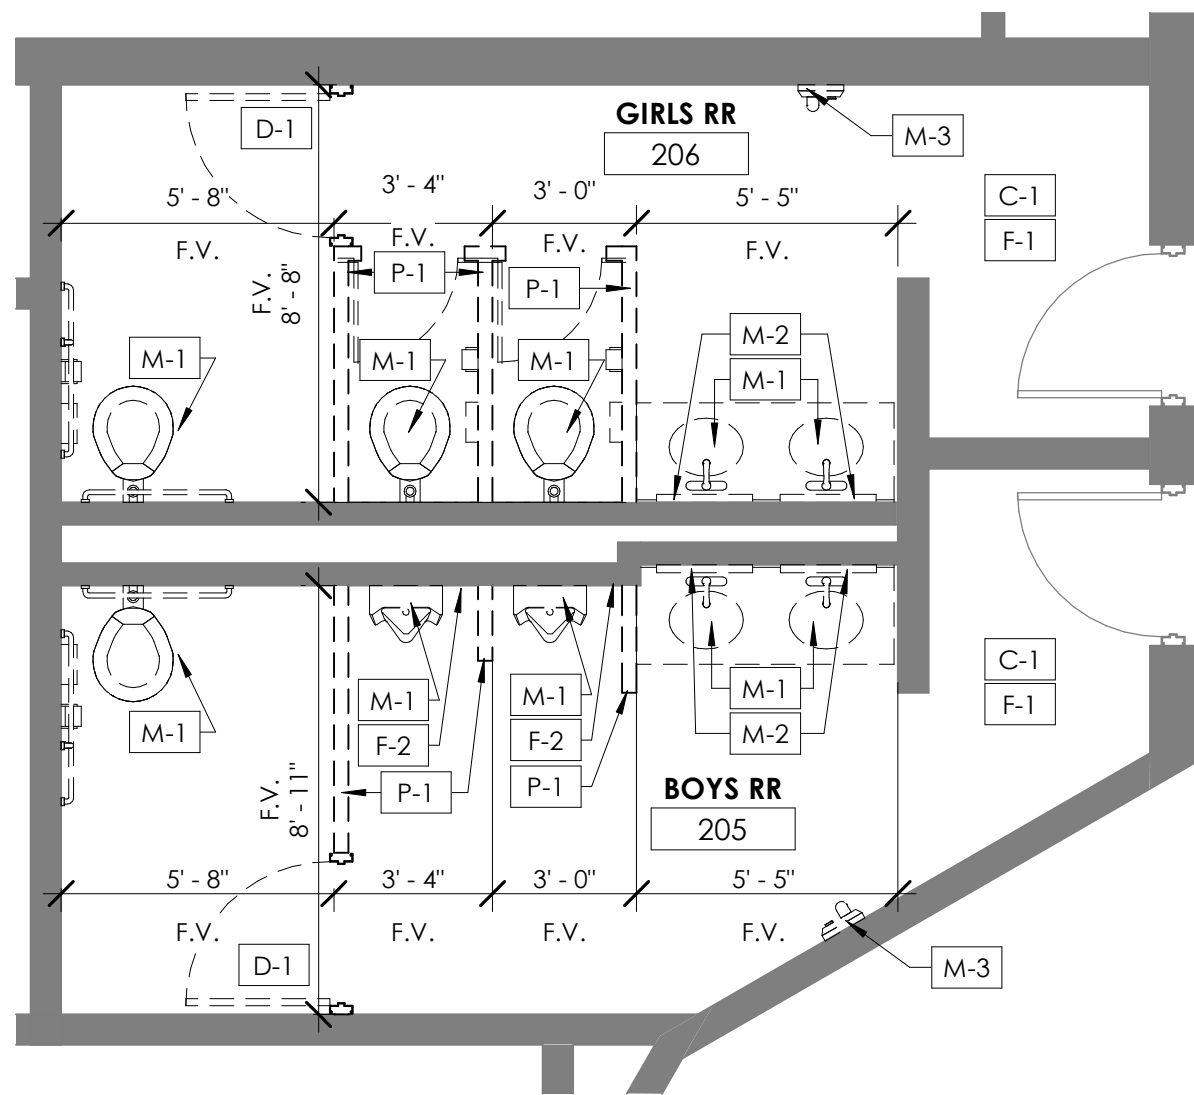 D-1
GIRLS RR
206
M-3
C-1
F-1
5' - 8"
3' - 4"
3' - 0"
5' - 5"
F.V.
F.V.
F.V.
F.V.
F.V.
8' - 8"
P-1
P-1
M-1
M-1
M-1
M-2
M-1
C-1
F-1
M-1
M-1
F-2
P-1
M-1
F-2
P-1
M-1
M-2
BOYS RR
205
F.V.
8' - 11"
5' - 8"
3' - 4"
3' - 0"
5' - 5"
F.V.
F.V.
F.V.
F.V.
D-1
M-3